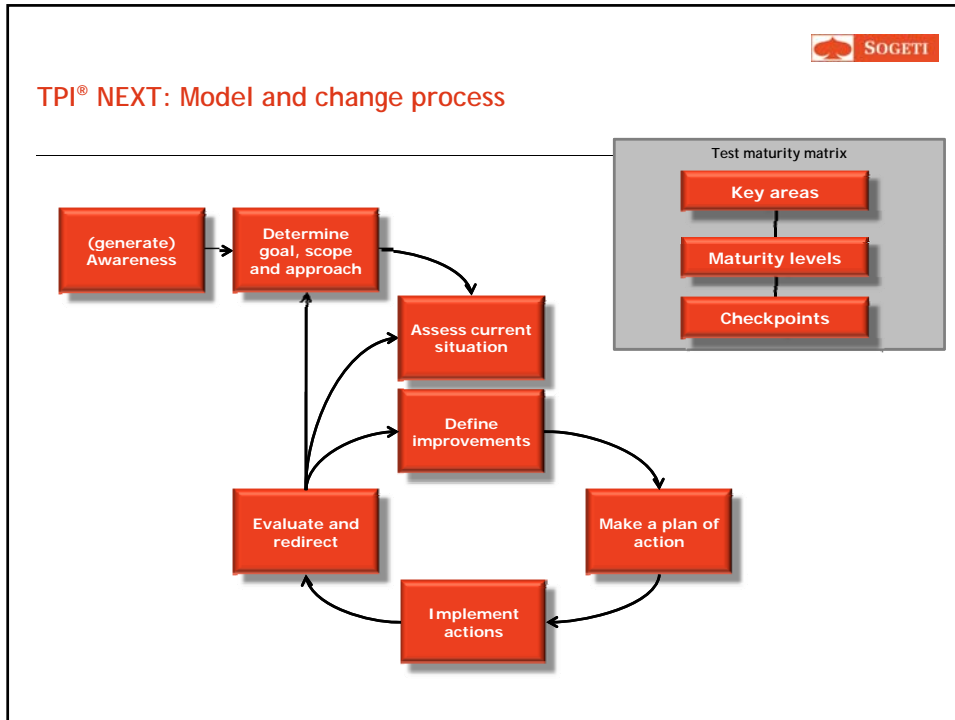 SOGETI
TPI® NEXT: Model and change process
Test maturity matrix
Key areas
Maturity levels
Checkpoints
(generate)
Awareness
Determine
goal, scope
and approach
Assess current
situation
Define
improvements
Make a plan of
action
Implement
actions
Evaluate and
redirect